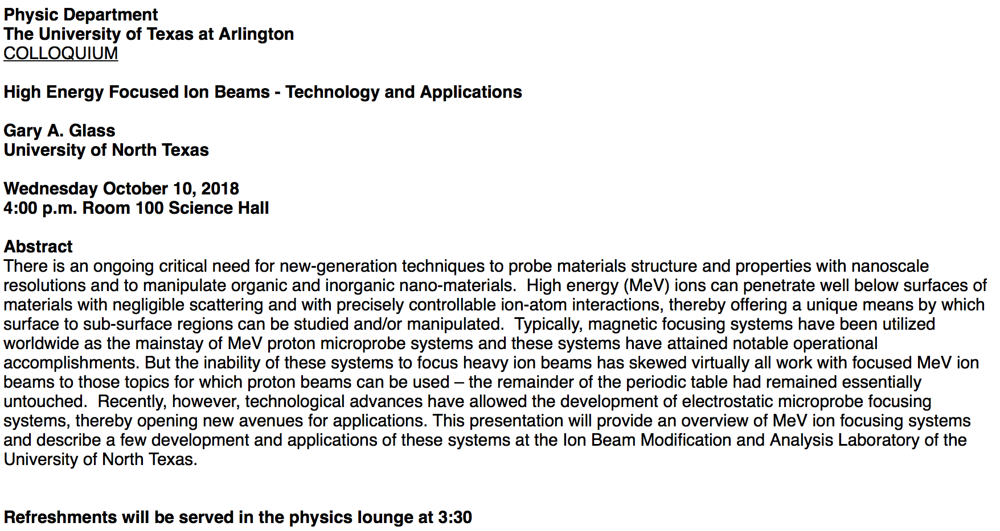 Physic Department
The University of Texas at Arlington
COLLOQUIUM
High Energy Focused Ion Beams - Technology and Applications
Gary A. Glass
University of North Texas
Wednesday October 10, 2018
4:00 p.m. Room 100 Science Hall
Abstract
There is an ongoing critical need for new-generation techniques to probe materials structure and properties with nanoscale
resolutions and to manipulate organic and inorganic nano-materials.  High energy (MeV) ions can penetrate well below surfaces of
materials with negligible scattering and with precisely controllable ion-atom interactions, thereby offering a unique means by which
surface to sub-surface regions can be studied and/or manipulated.  Typically, magnetic focusing systems have been utilized
worldwide as the mainstay of MeV proton microprobe systems and these systems have attained notable operational
accomplishments. But the inability of these systems to focus heavy ion beams has skewed virtually all work with focused MeV ion
beams to those topics for which proton beams can be used – the remainder of the periodic table had remained essentially
untouched.  Recently, however, technological advances have allowed the development of electrostatic microprobe focusing
systems, thereby opening new avenues for applications. This presentation will provide an overview of MeV ion focusing systems
and describe a few development and applications of these systems at the Ion Beam Modification and Analysis Laboratory of the
University of North Texas.
Refreshments will be served in the physics lounge at 3:30